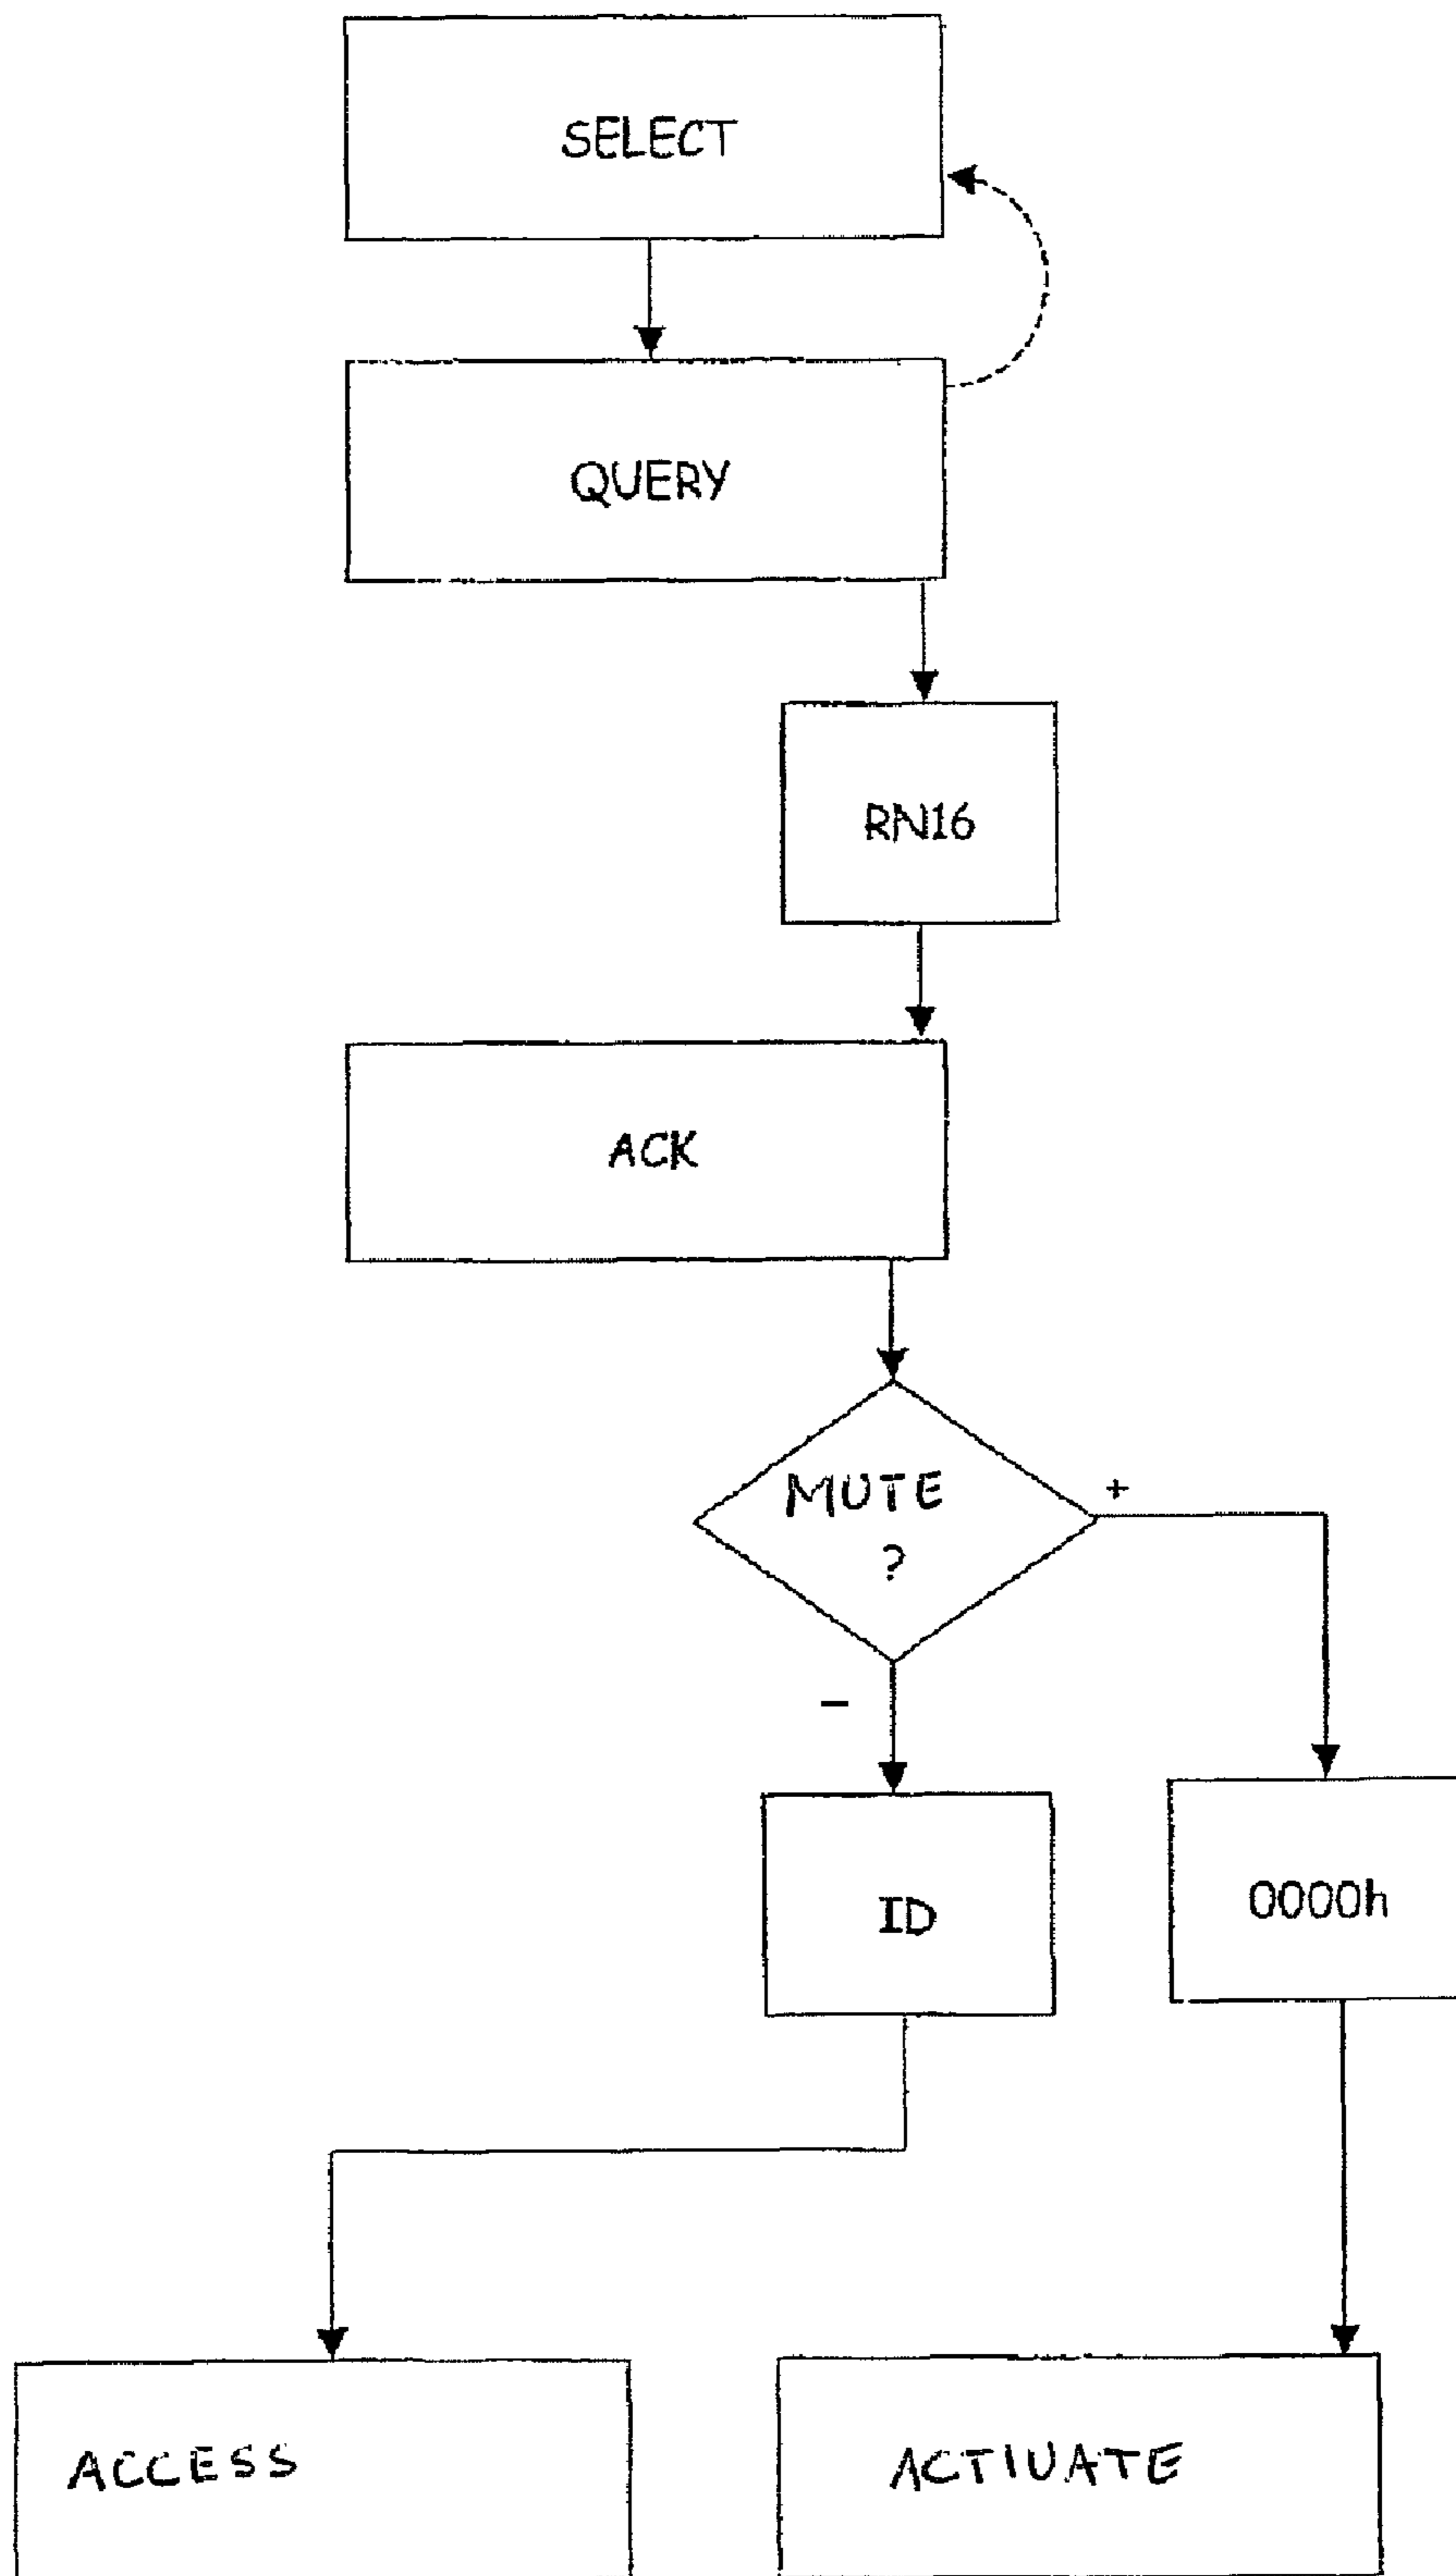 SELECT
QUERY
RN16
ACK
MUTE
?
+
–
ID
0000h
ACCESS
ACTIVATE